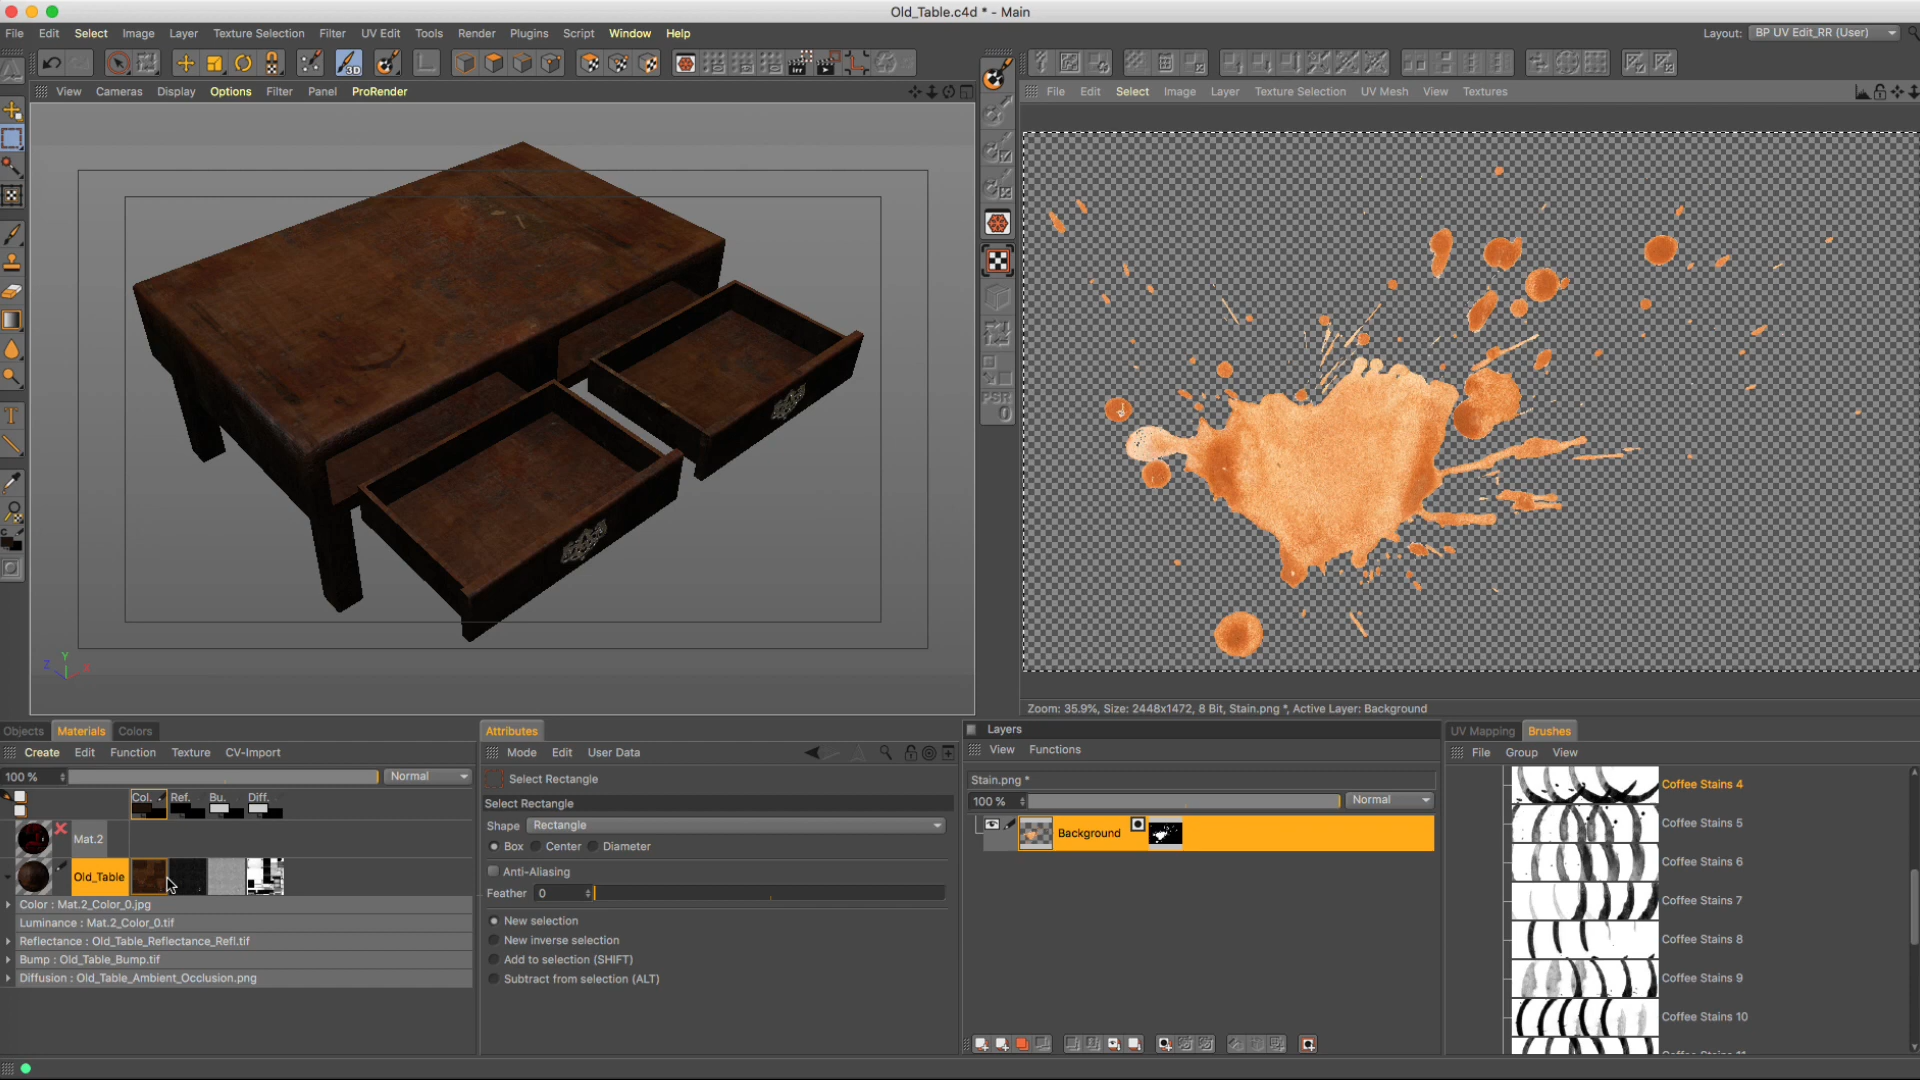 Old_Table.c4d * - Main
File Edit Select Image Layer Texture Selection Filter UV Edit Tools Render Plugins Script Window Help
Layout: BP UV Edit_RR (User)
3D
View Cameras Display Options Filter Panel ProRender
File Edit Select Image Layer Texture Selection UV Mesh View Textures
PSR
0
Z Y X
Zoom: 35.9%, Size: 2448x1472, 8 Bit, Stain.png *, Active Layer: Background
Objects Materials Colors
Create Edit Function Texture CV-Import
100 % Normal
Col. Ref. Bu. Diff.
Mat.2
Old_Table
Color : Mat.2_Color_0.jpg
Luminance : Mat.2_Color_0.tif
Reflectance : Old_Table_Reflectance_Refl.tif
Bump : Old_Table_Bump.tif
Diffusion : Old_Table_Ambient_Occlusion.png
Attributes
Mode Edit User Data
Select Rectangle
Select Rectangle
Shape Rectangle
Box Center Diameter
Anti-Aliasing
Feather 0
New selection
New inverse selection
Add to selection (SHIFT)
Subtract from selection (ALT)
Layers
View Functions
Stain.png *
100 % Normal
Background
UV Mapping Brushes
File Group View
Coffee Stains 4
Coffee Stains 5
Coffee Stains 6
Coffee Stains 7
Coffee Stains 8
Coffee Stains 9
Coffee Stains 10
Coffee Stains 11